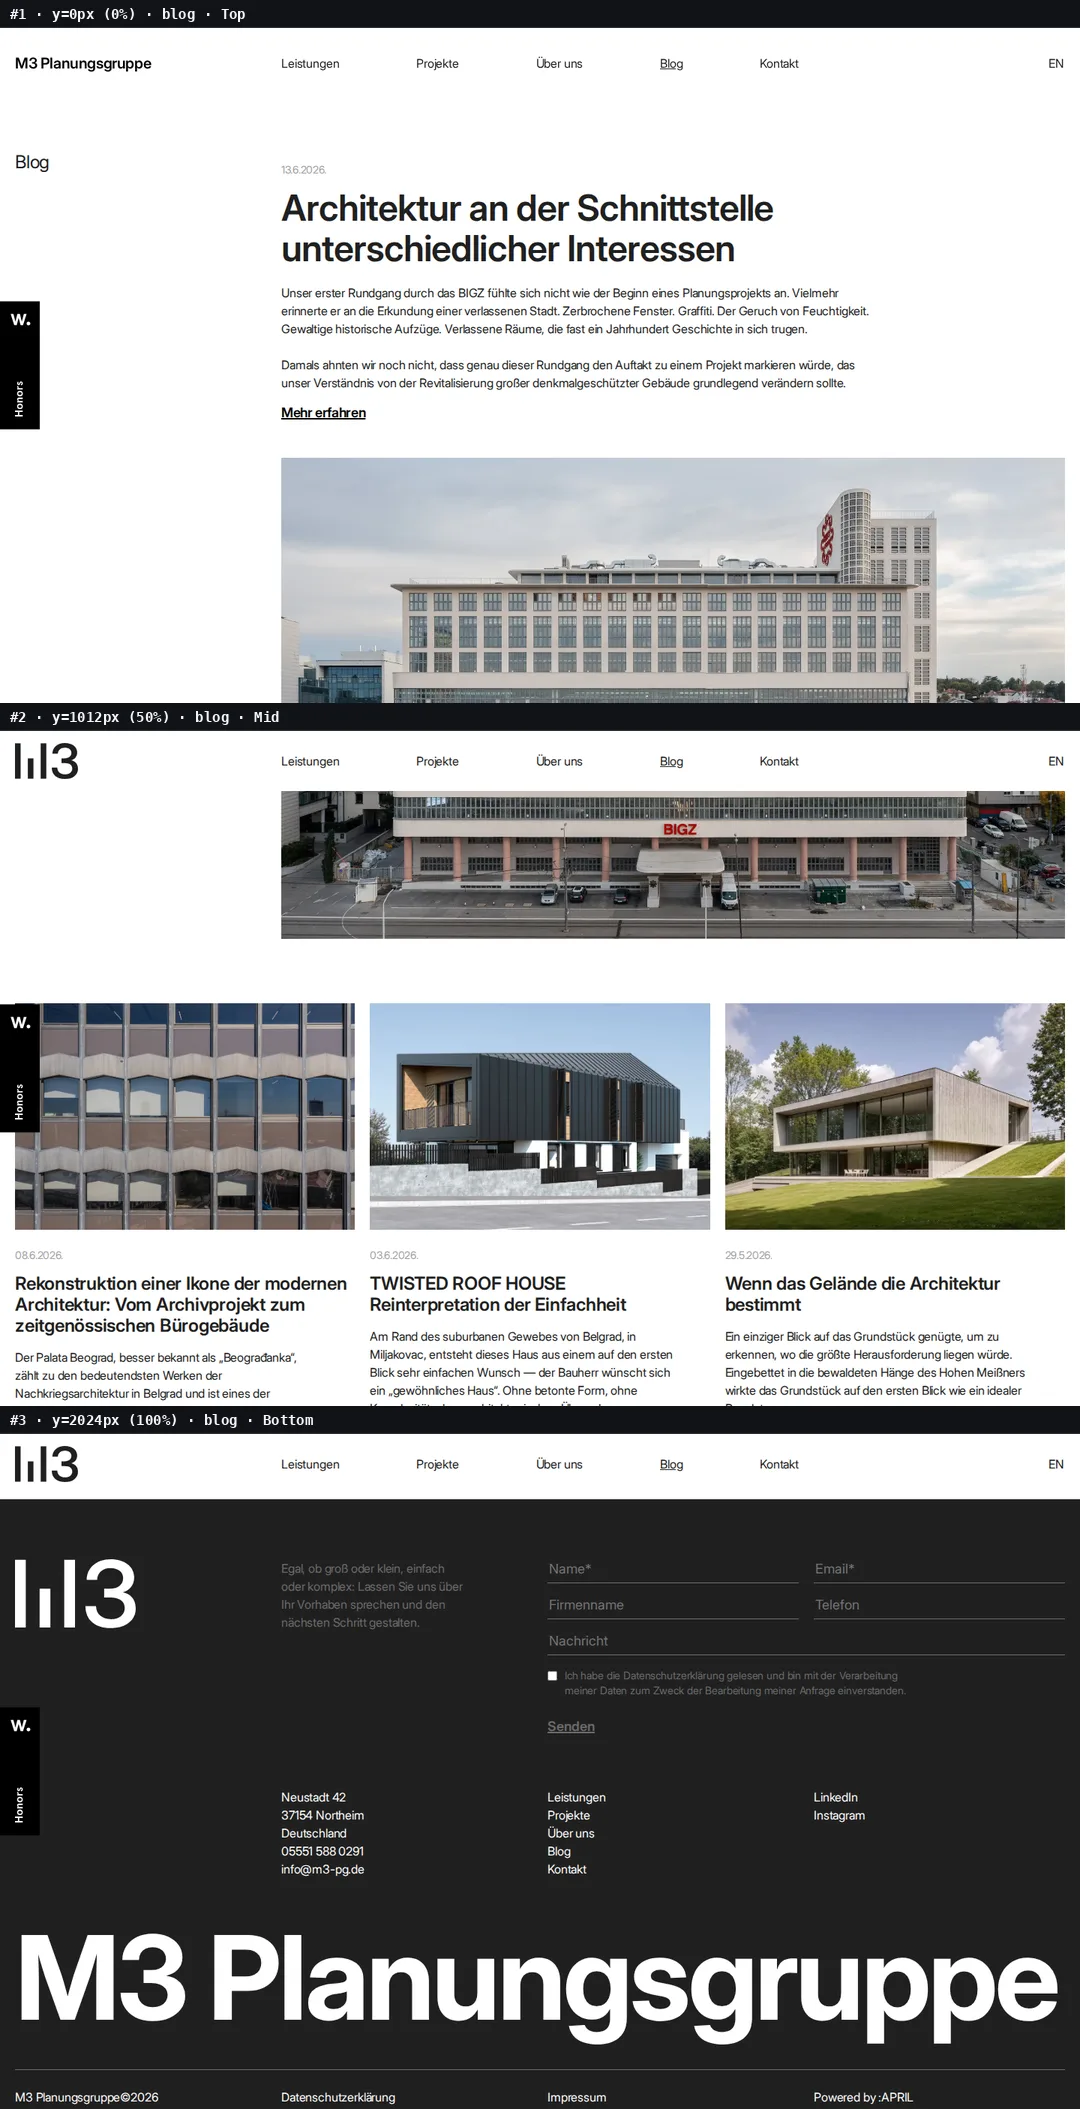 #1 · y=0px (0%) · blog · Top
M3 Planungsgruppe
Leistungen
Projekte
Über uns
Blog
Kontakt
EN
Blog
13.6.2026.
Architektur an der Schnittstelle
unterschiedlicher Interessen
Unser erster Rundgang durch das BIGZ fühlte sich nicht wie der Beginn eines Planungsprojekts an. Vielmehr
erinnerte er an die Erkundung einer verlassenen Stadt. Zerbrochene Fenster. Graffiti. Der Geruch von Feuchtigkeit.
Gewaltige historische Aufzüge. Verlassene Räume, die fast ein Jahrhundert Geschichte in sich trugen.
Damals ahnten wir noch nicht, dass genau dieser Rundgang den Auftakt zu einem Projekt markieren würde, das
unser Verständnis von der Revitalisierung großer denkmalgeschützter Gebäude grundlegend verändern sollte.
Mehr erfahren
W.
Honors
#2 · y=1012px (50%) · blog · Mid
M3
Leistungen
Projekte
Über uns
Blog
Kontakt
EN
BIGZ
W.
Honors
08.6.2026.
Rekonstruktion einer Ikone der modernen
Architektur: Vom Archivprojekt zum
zeitgenössischen Bürogebäude
Der Palata Beograd, besser bekannt als „Beograđanka“,
zählt zu den bedeutendsten Werken der
Nachkriegsarchitektur in Belgrad und ist eines der
03.6.2026.
TWISTED ROOF HOUSE
Reinterpretation der Einfachheit
Am Rand des suburbanen Gewebes von Belgrad, in
Miljakovac, entsteht dieses Haus aus einem auf den ersten
Blick sehr einfachen Wunsch — der Bauherr wünscht sich
ein „gewöhnliches Haus“. Ohne betonte Form, ohne
29.5.2026.
Wenn das Gelände die Architektur
bestimmt
Ein einziger Blick auf das Grundstück genügte, um zu
erkennen, wo die größte Herausforderung liegen würde.
Eingebettet in die bewaldeten Hänge des Hohen Meißners
wirkte das Grundstück auf den ersten Blick wie ein idealer
#3 · y=2024px (100%) · blog · Bottom
M3
Leistungen
Projekte
Über uns
Blog
Kontakt
EN
M3
Egal, ob groß oder klein, einfach
oder komplex: Lassen Sie uns über
Ihr Vorhaben sprechen und den
nächsten Schritt gestalten.
Name*
Email*
Firmenname
Telefon
Nachricht
Ich habe die Datenschutzerklärung gelesen und bin mit der Verarbeitung
meiner Daten zum Zweck der Bearbeitung meiner Anfrage einverstanden.
Senden
W.
Honors
Neustadt 42
37154 Northeim
Deutschland
05551 588 0291
info@m3-pg.de
Leistungen
Projekte
Über uns
Blog
Kontakt
LinkedIn
Instagram
M3 Planungsgruppe
M3 Planungsgruppe©2026
Datenschutzerklärung
Impressum
Powered by :APRIL